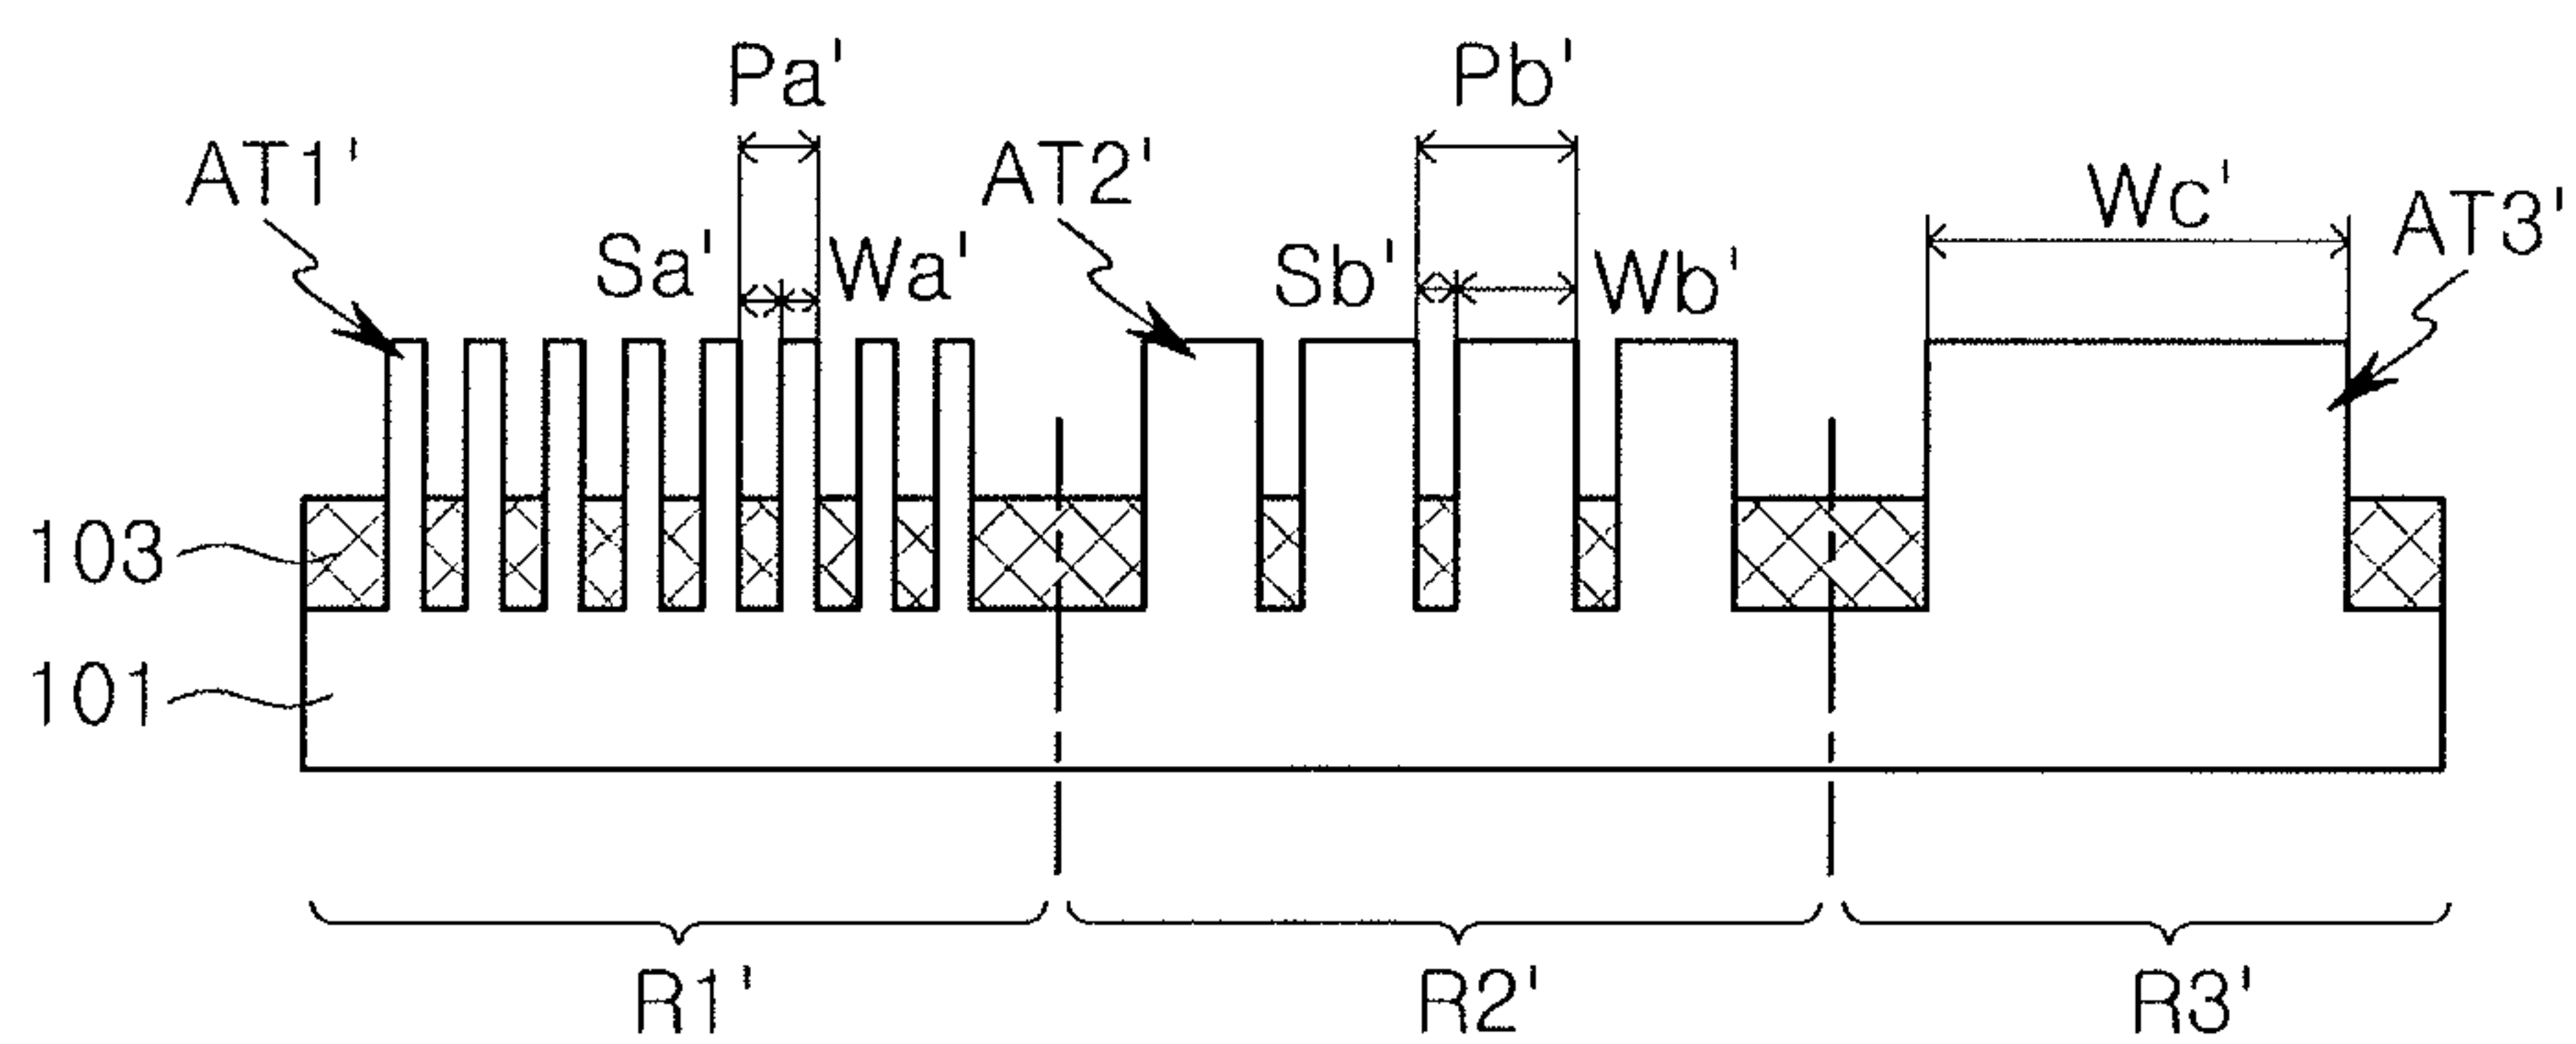 Pa'
Pb'
AT1'
AT2'
Wc'
AT3'
Sa'
Wa'
Sb'
Wb'
103
101
R1'
R2'
R3'